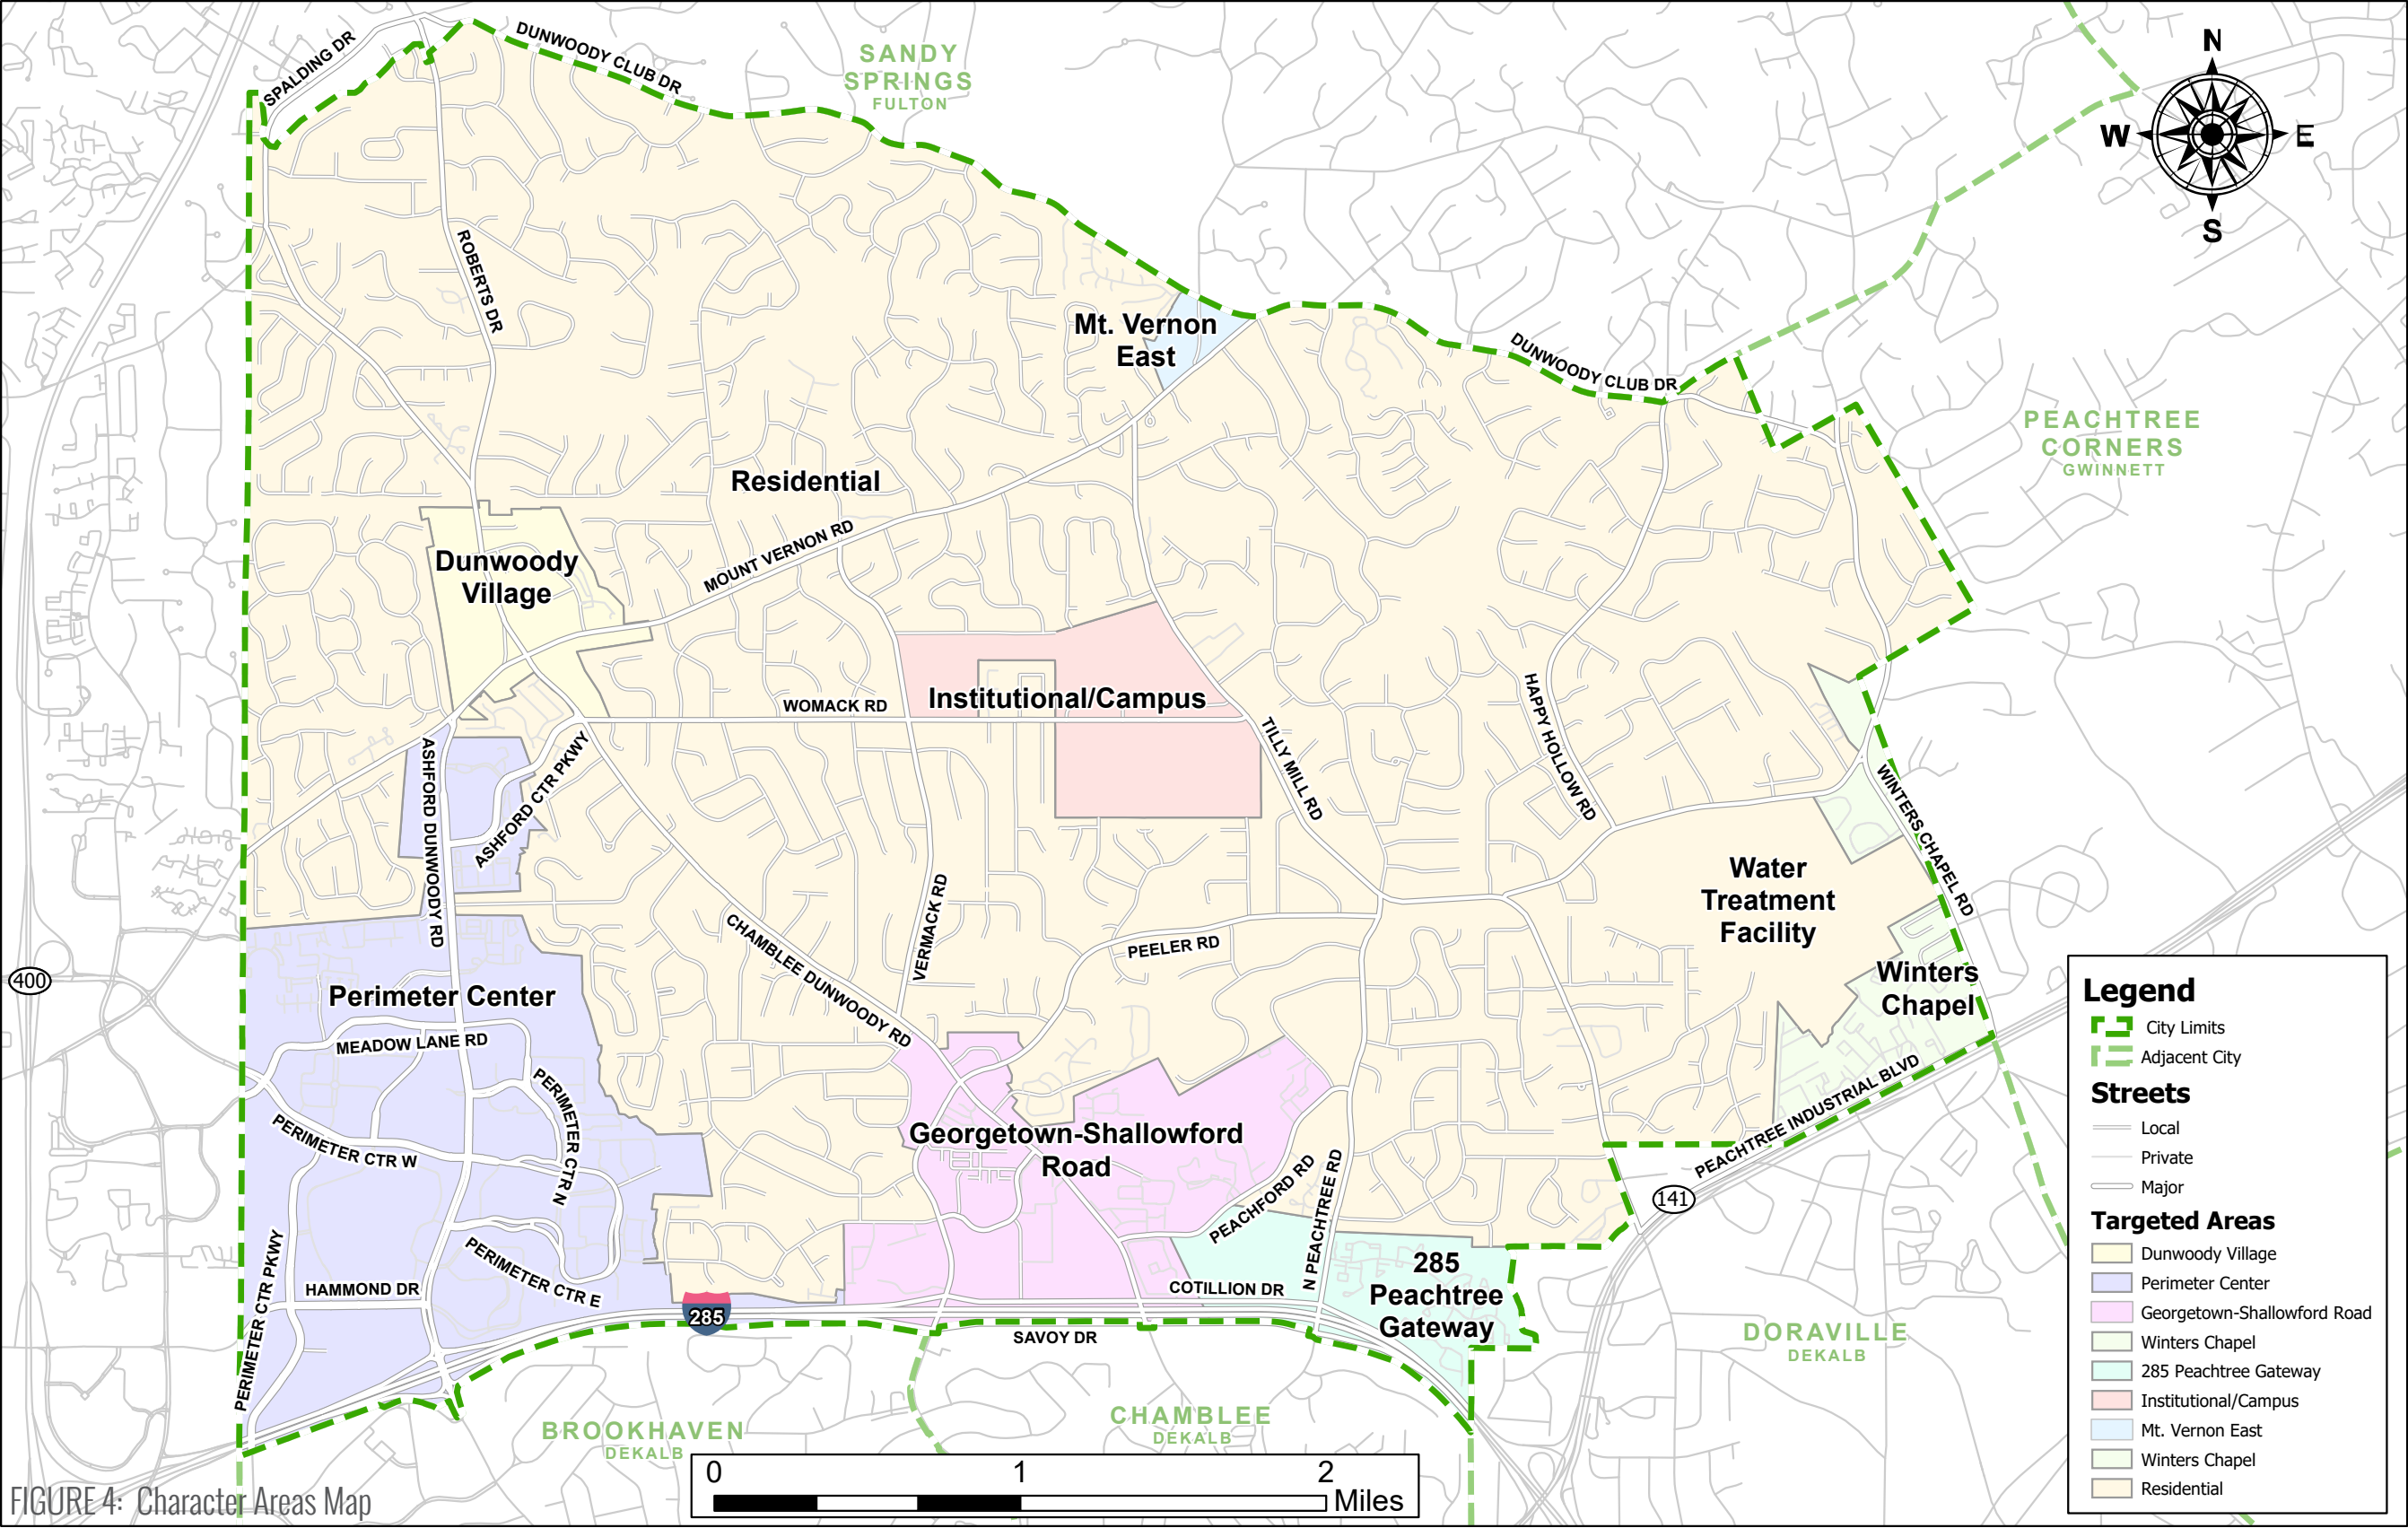 SPALDING DR
DUNWOODY CLUB DR
SANDY
SPRINGS
FULTON
N
W
E
S
ROBERTS DR
Mt. Vernon
East
DUNWOODY CLUB DR
PEACHTREE
CORNERS
GWINNETT
Residential
MOUNT VERNON RD
Dunwoody
Village
WOMACK RD
Institutional/Campus
HAPPY HOLLOW RD
TILLY MILL RD
ASHFORD DUNWOODY RD
ASHFORD CTR PKWY
WINTERS CHAPEL RD
Water
Treatment
Facility
VERMACK RD
CHAMBLEE DUNWOODY RD
PEELER RD
400
Perimeter Center
Winters
Chapel
MEADOW LANE RD
PERIMETER CTR N
PERIMETER CTR W
Georgetown-Shallowford
Road
PEACHTREE INDUSTRIAL BLVD
141
PEACHFORD RD
N PEACHTREE RD
PERIMETER CTR PKWY
PERIMETER CTR E
HAMMOND DR
285
COTILLION DR
285
Peachtree
Gateway
SAVOY DR
DORAVILLE
DEKALB
BROOKHAVEN
DEKALB
CHAMBLEE
DEKALB
Legend
City Limits
Adjacent City
Streets
Local
Private
Major
Targeted Areas
Dunwoody Village
Perimeter Center
Georgetown-Shallowford Road
Winters Chapel
285 Peachtree Gateway
Institutional/Campus
Mt. Vernon East
Winters Chapel
Residential
0 1 2
Miles
FIGURE 4: Character Areas Map